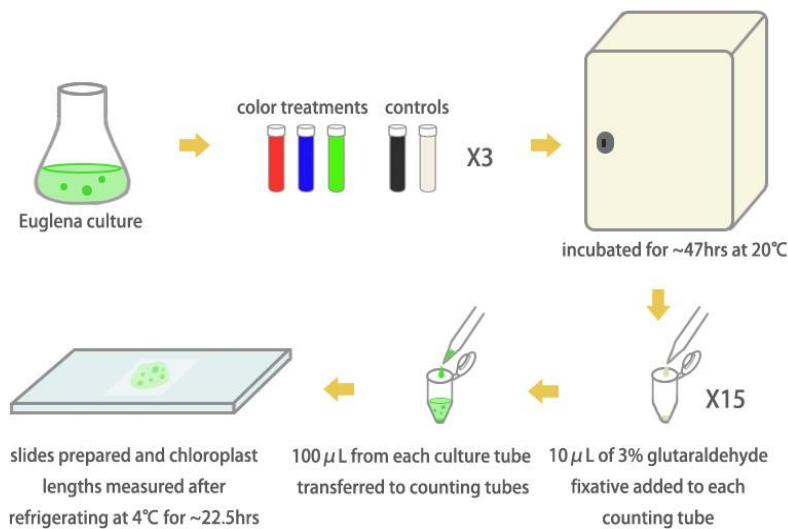 color treatments controls
X3
Euglena culture
incubated for ~47hrs at 20℃
X15
10 μL of 3% glutaraldehyde
fixative added to each
counting tube
100 μL from each culture tube
transferred to counting tubes
slides prepared and chloroplast
lengths measured after
refrigerating at 4℃ for ~22.5hrs